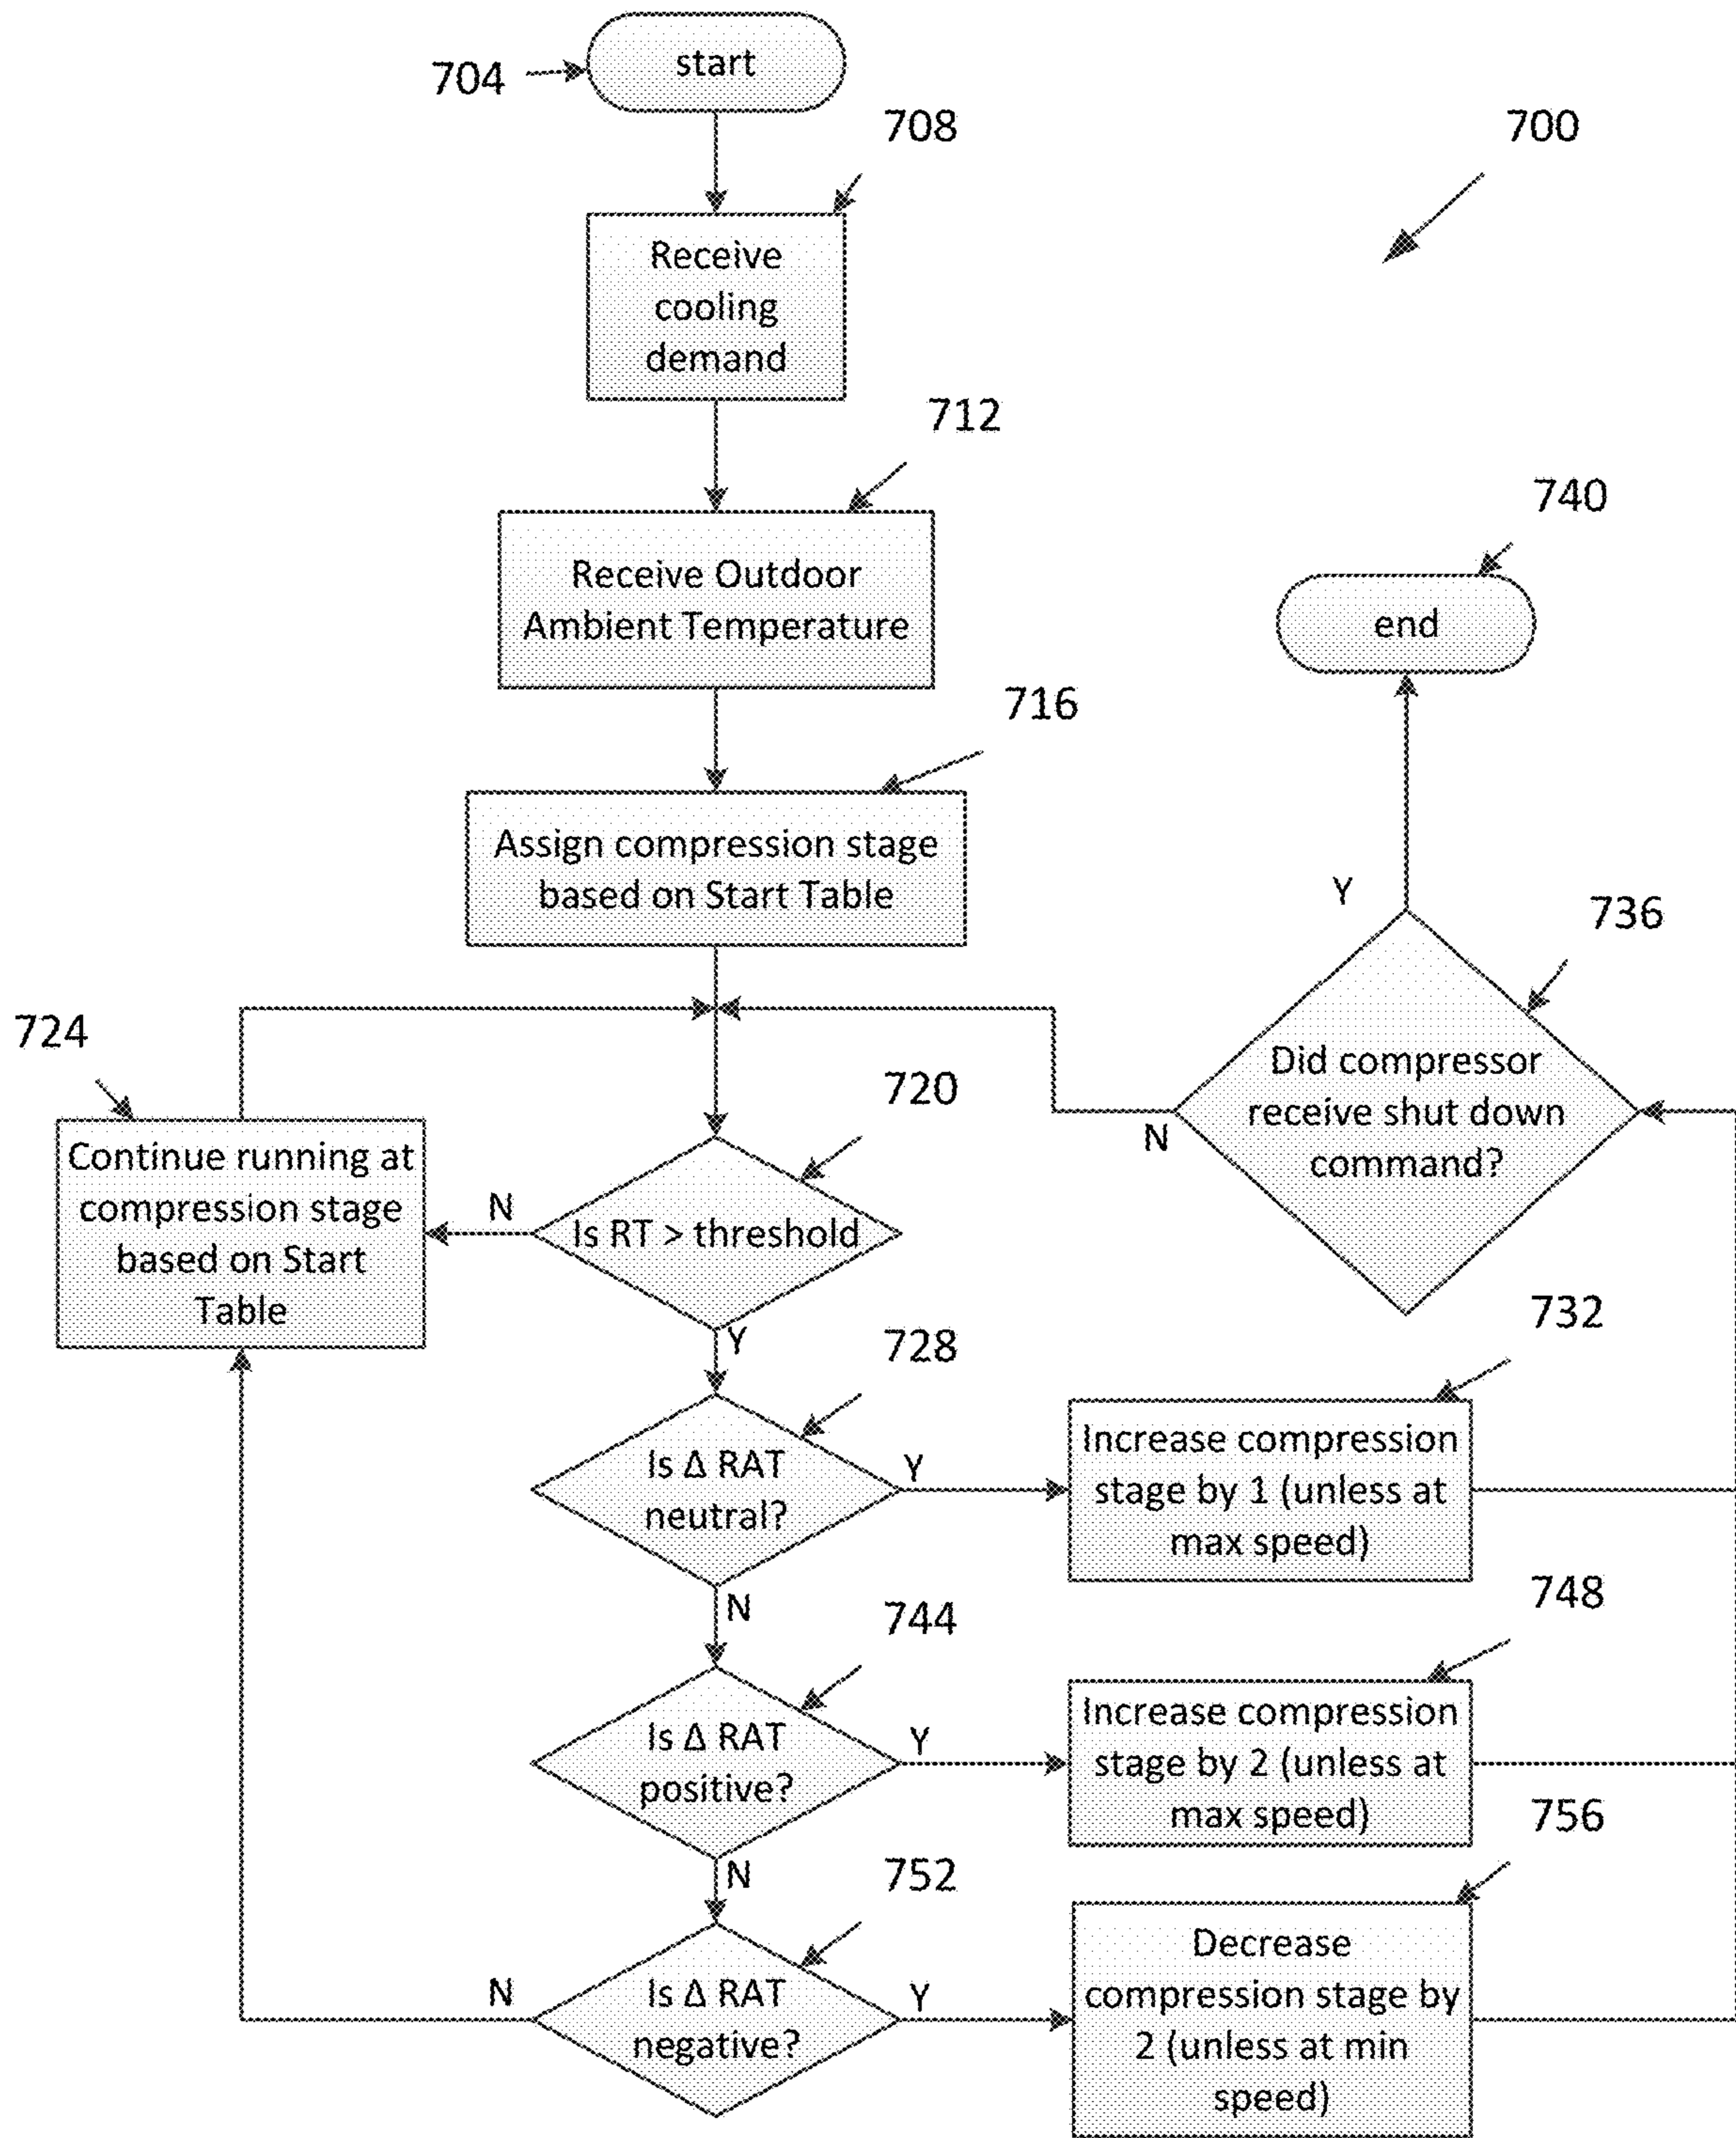 704
start
708
700
Receive
cooling
demand
712
Receive Outdoor
Ambient Temperature
740
end
716
Assign compression stage
based on Start Table
Y
736
Did compressor
receive shut down
command?
N
724
Continue running at
compression stage
based on Start
Table
720
N
Is RT > threshold
Y
728
732
Is Δ RAT
neutral?
Y
Increase compression
stage by 1 (unless at
max speed)
N
744
748
Is Δ RAT
positive?
Y
Increase compression
stage by 2 (unless at
max speed)
N
752
756
N
Is Δ RAT
negative?
Y
Decrease
compression stage by
2 (unless at min
speed)